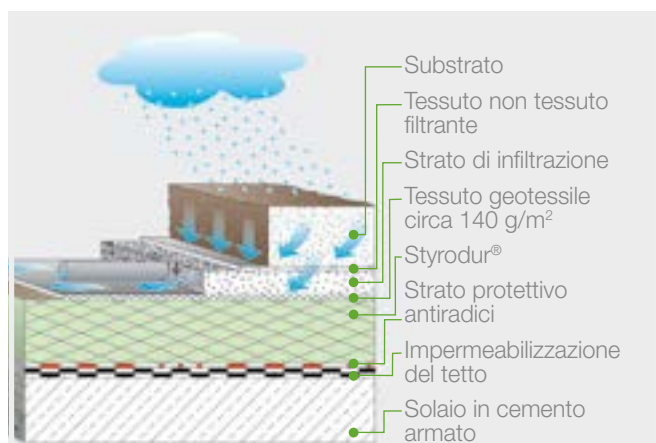 Substrato
Tessuto non tessuto
filtrante
Strato di infiltrazione
Tessuto geotessile
circa 140 g/m²
Styrodur®
Strato protettivo
antiradici
Impermeabilizzazione
del tetto
Solaio in cemento
armato